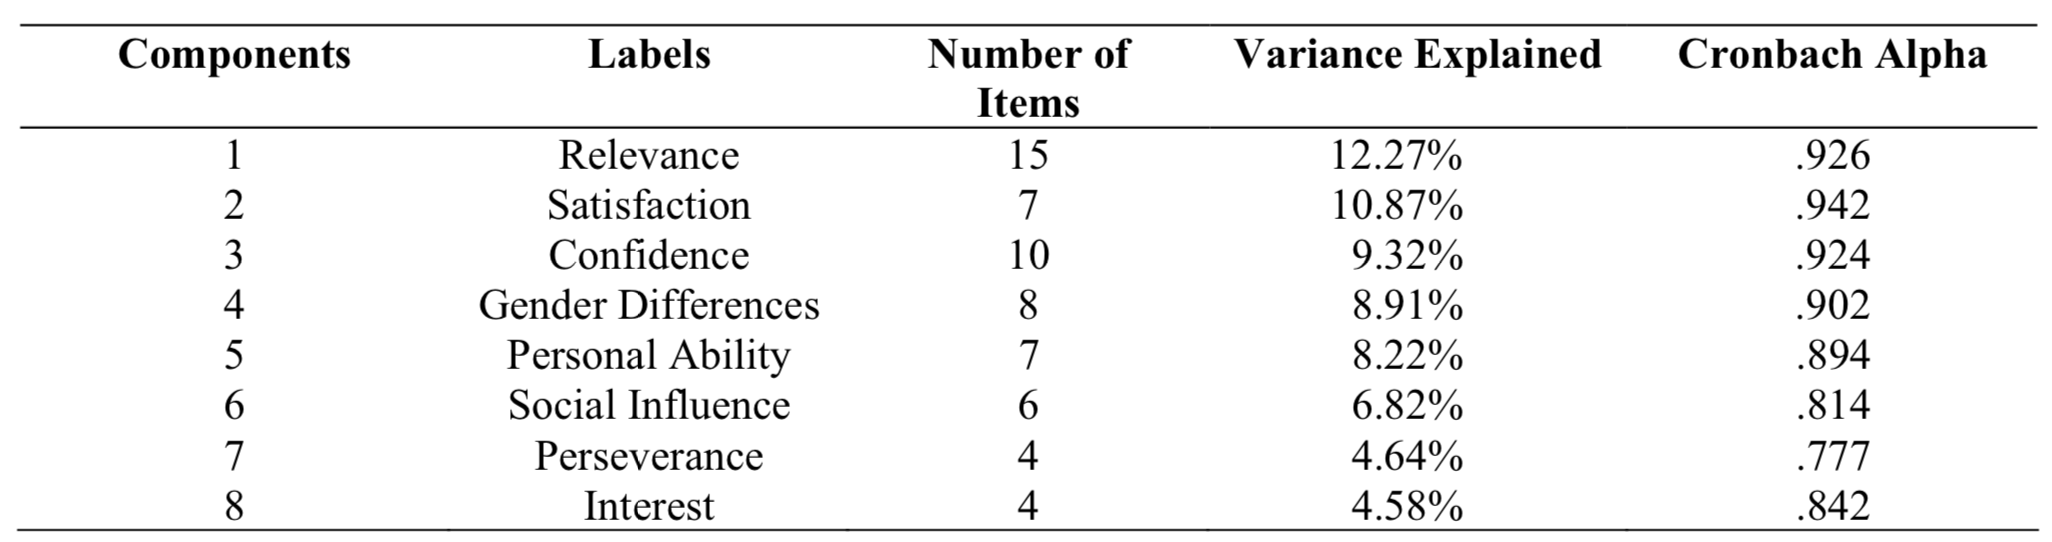 Components Labels Number of Items Variance Explained Cronbach Alpha
1 Relevance 15 12.27% .926
2 Satisfaction 7 10.87% .942
3 Confidence 10 9.32% .924
4 Gender Differences 8 8.91% .902
5 Personal Ability 7 8.22% .894
6 Social Influence 6 6.82% .814
7 Perseverance 4 4.64% .777
8 Interest 4 4.58% .842